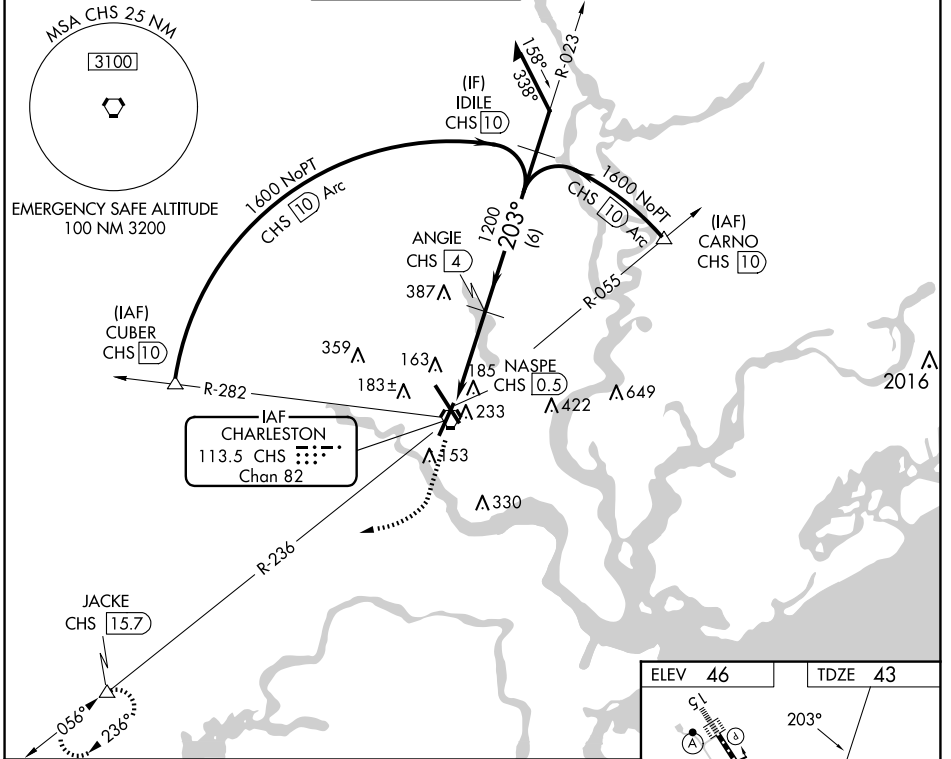 MSA CHS 25 NM
3100
EMERGENCY SAFE ALTITUDE
100 NM 3200
158°
338°
R-023
(IF)
IDILE
CHS 10
1600 NoPT
CHS 10 Arc
1600 NoPT
CHS 10 Arc
(IAF)
CARNO
CHS 10
1200
203°
(6)
ANGIE
CHS 4
R-055
387
(IAF)
CUBER
CHS 10
R-282
359
163
183±
185
NASPE
CHS 0.5
233
422
649
2016
IAF
CHARLESTON
113.5 CHS
Chan 82
153
330
R-236
JACKE
CHS 15.7
056°
236°
ELEV 46
TDZE 43
15
A
P
203°